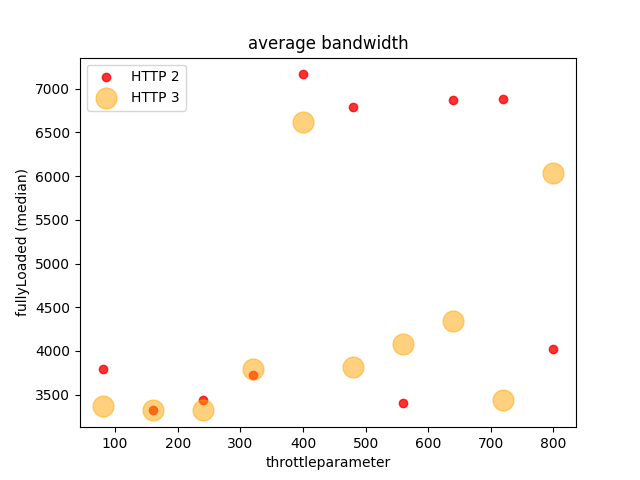 average bandwidth
HTTP 2
HTTP 3
7000
6500
6000
5500
5000
4500
4000
3500
fullyLoaded (median)
100 200 300 400 500 600 700 800
throttleparameter